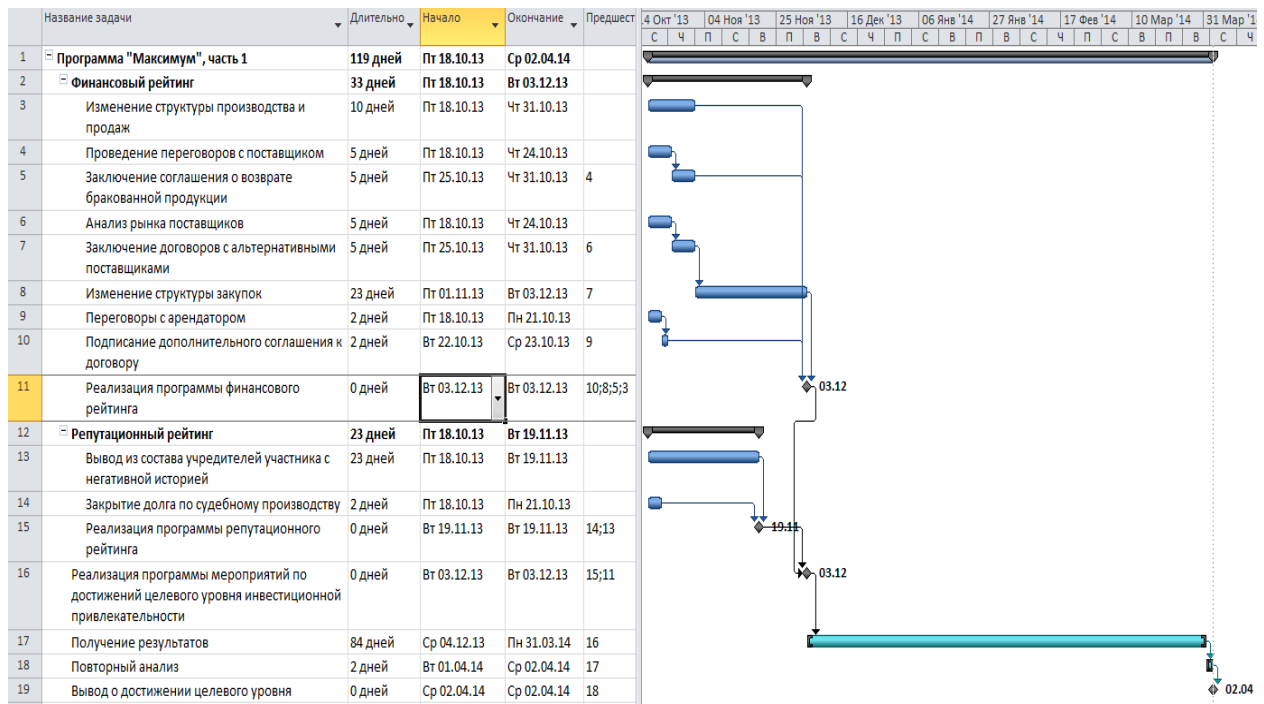 Название задачи Длительно Начало Окончание Предшест
4 Окт '13 04 Ноя '13 25 Ноя '13 16 Дек '13 06 Янв '14 27 Янв '14 17 Фев '14 10 Мар '14 31 Мар '1
С Ч П С В П В С Ч П С В П В С Ч П С В П В С Ч
1 Программа "Максимум", часть 1 119 дней Пт 18.10.13 Ср 02.04.14
2 Финансовый рейтинг 33 дней Пт 18.10.13 Вт 03.12.13
3 Изменение структуры производства и 10 дней Пт 18.10.13 Чт 31.10.13
продаж
4 Проведение переговоров с поставщиком 5 дней Пт 18.10.13 Чт 24.10.13
5 Заключение соглашения о возврате 5 дней Пт 25.10.13 Чт 31.10.13 4
бракованной продукции
6 Анализ рынка поставщиков 5 дней Пт 18.10.13 Чт 24.10.13
7 Заключение договоров с альтернативными 5 дней Пт 25.10.13 Чт 31.10.13 6
поставщиками
8 Изменение структуры закупок 23 дней Пт 01.11.13 Вт 03.12.13 7
9 Переговоры с арендатором 2 дней Пт 18.10.13 Пн 21.10.13
10 Подписание дополнительного соглашения к 2 дней Вт 22.10.13 Ср 23.10.13 9
договору
11 Реализация программы финансового 0 дней Вт 03.12.13 Вт 03.12.13 10;8;5;3 03.12
рейтинга
12 Репутационный рейтинг 23 дней Пт 18.10.13 Вт 19.11.13
13 Вывод из состава учредителей участника с 23 дней Пт 18.10.13 Вт 19.11.13
негативной историей
14 Закрытие долга по судебному производству 2 дней Пт 18.10.13 Пн 21.10.13
15 Реализация программы репутационного 0 дней Вт 19.11.13 Вт 19.11.13 14;13 19.11
рейтинга
16 Реализация программы мероприятий по 0 дней Вт 03.12.13 Вт 03.12.13 15;11 03.12
достижений целевого уровня инвестиционной
привлекательности
17 Получение результатов 84 дней Ср 04.12.13 Пн 31.03.14 16
18 Повторный анализ 2 дней Вт 01.04.14 Ср 02.04.14 17
19 Вывод о достижении целевого уровня 0 дней Ср 02.04.14 Ср 02.04.14 18 02.04